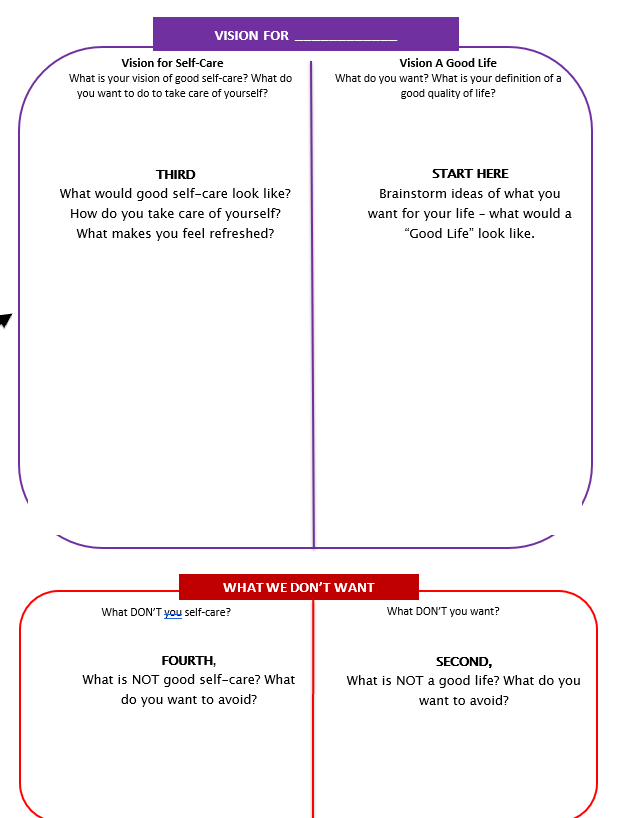 VISION FOR _______________
Vision for Self-Care
What is your vision of good self-care? What do
you want to do to take care of yourself?
THIRD
What would good self-care look like?
How do you take care of yourself?
What makes you feel refreshed?
Vision A Good Life
What do you want? What is your definition of a
good quality of life?
START HERE
Brainstorm ideas of what you
want for your life – what would a
“Good Life” look like.
WHAT WE DON’T WANT
What DON’T you self-care?
FOURTH,
What is NOT good self-care? What
do you want to avoid?
What DON’T you want?
SECOND,
What is NOT a good life? What do you
want to avoid?